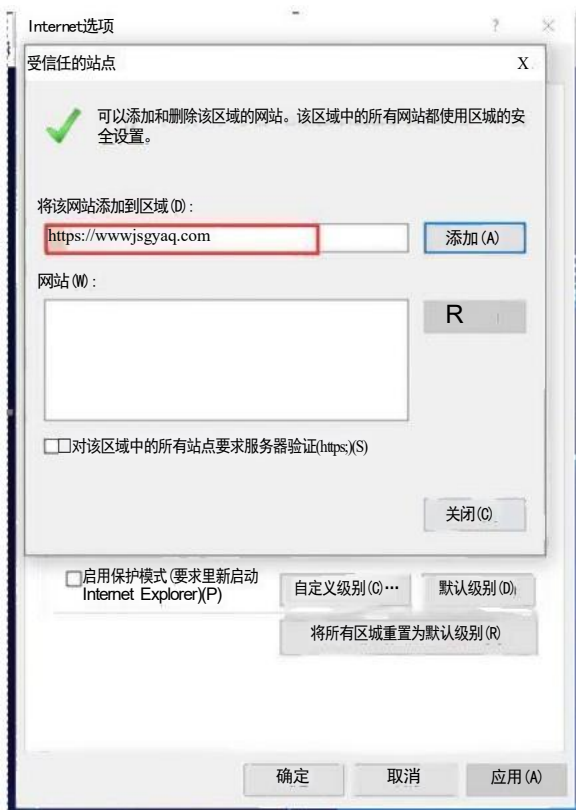 Internet选项
?
受信任的站点
X
可以添加和删除该区域的网站。该区域中的所有网站都使用区城的安
全设置。
将该网站添加到区域(D):
https://wwwjsgyaq.com
添加(A)
网站(W):
R
对该区域中的所有站点要求服务器验证(https;)(S)
关闭(C)
启用保护模式(要求里新启动
Internet Explorer)(P)
自定义级别(C)…
默认级别(D)
将所有区城重置为默认级别(R)
确定
取消
应用(A)